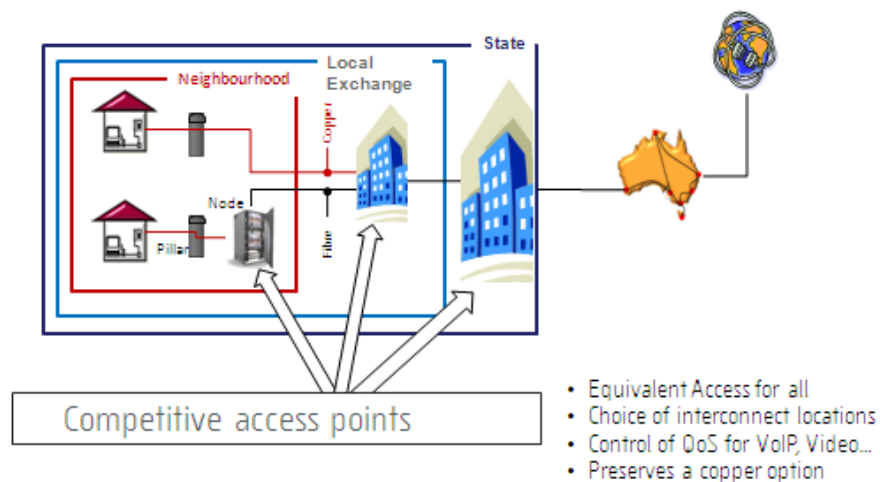 State
Local
Exchange
Neighbourhood
Copper
Node
Pillar
Fibre
Competitive access points
• Equivalent Access for all
• Choice of interconnect locations
• Control of QoS for VoIP, Video...
• Preserves a copper option